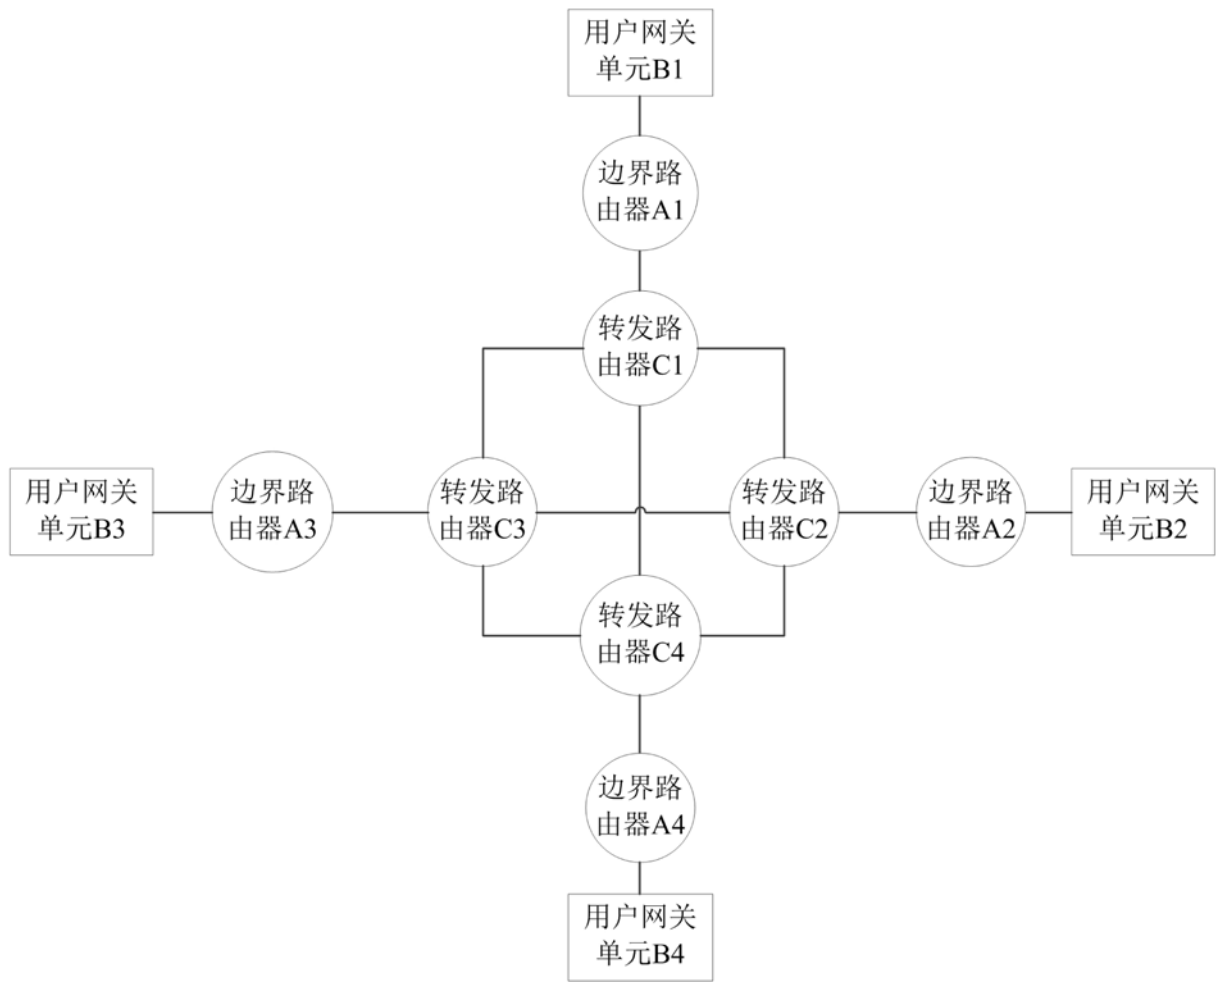 用户网关
单元B1
边界路
由器A1
转发路
由器C1
用户网关
单元B3
边界路
由器A3
转发路
由器C3
转发路
由器C2
边界路
由器A2
用户网关
单元B2
转发路
由器C4
边界路
由器A4
用户网关
单元B4